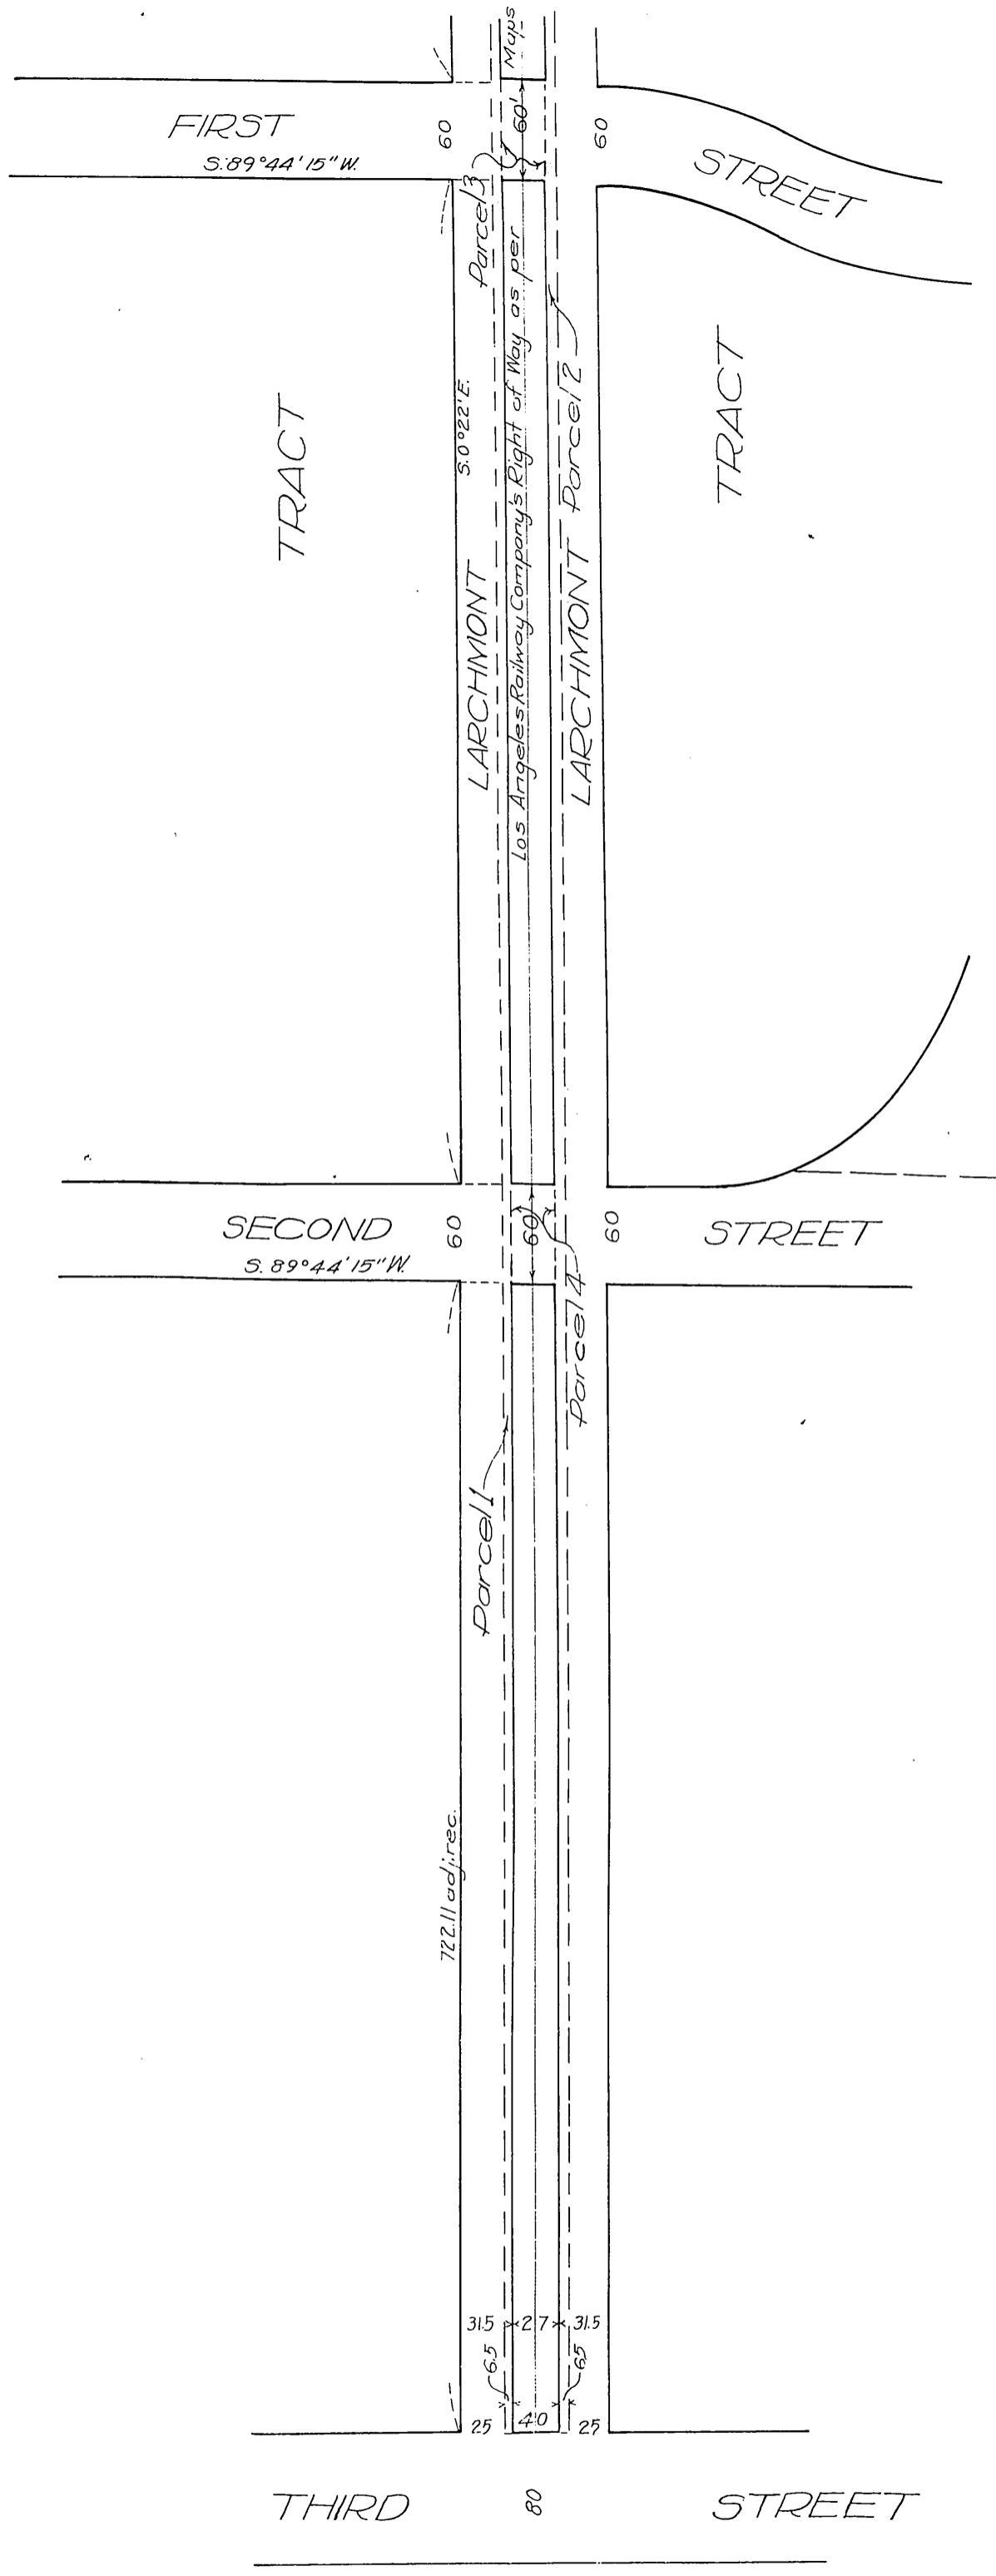 Maps
FIRST
60
60'
60
S.89°44'15"W.
STREET
Parcel 3
Los Angeles Railway Company's Right of Way as per
S.0°22'E.
Parcel 2
TRACT
TRACT
LARCHMONT
LARCHMONT
SECOND
60
60
60
STREET
S.89°44'15"W.
Parcel 4
Parcel 1
722.11 adj.rec.
31.5 27 31.5
6.5 6.5
25 40 25
THIRD
80
STREET